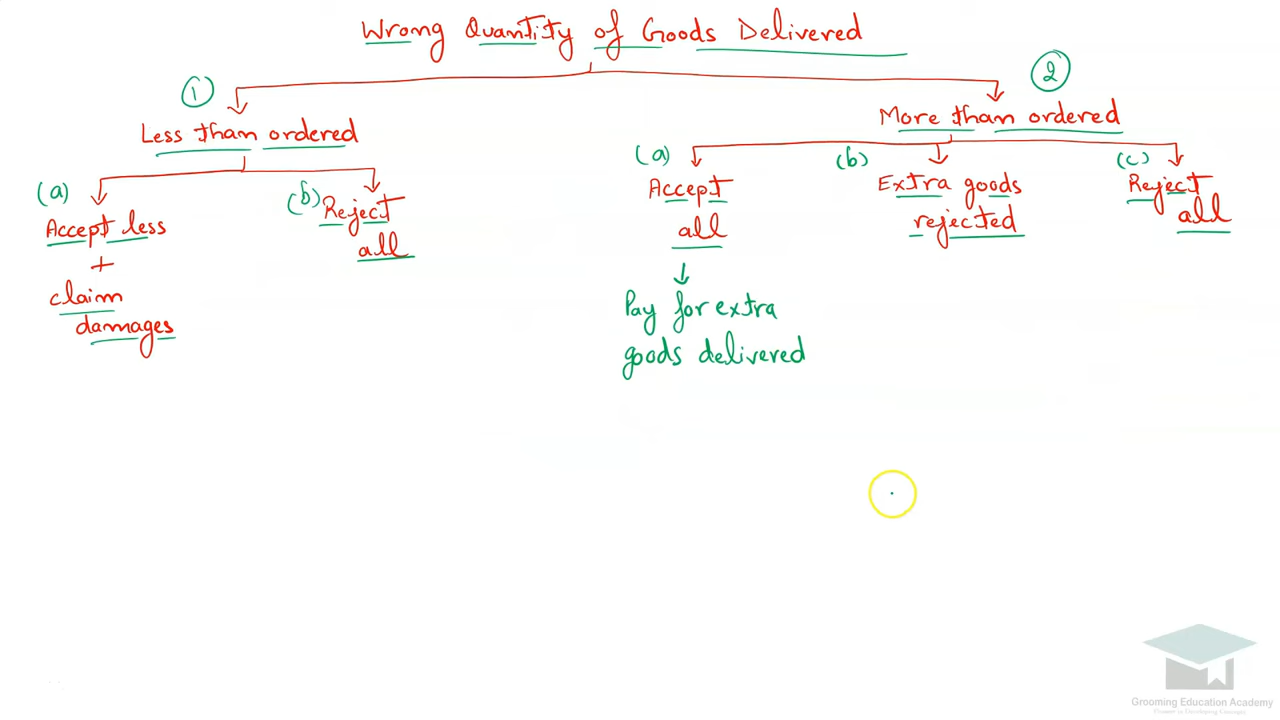 Wrong Quantity of Goods Delivered
①
Less than ordered
(a)
Accept less
+
claim
damages
(b)
Reject
all
②
More than ordered
(a)
Accept
all
↓
Pay for extra
goods delivered
(b)
Extra goods
rejected
(c)
Reject
all
Grooming Education Academy